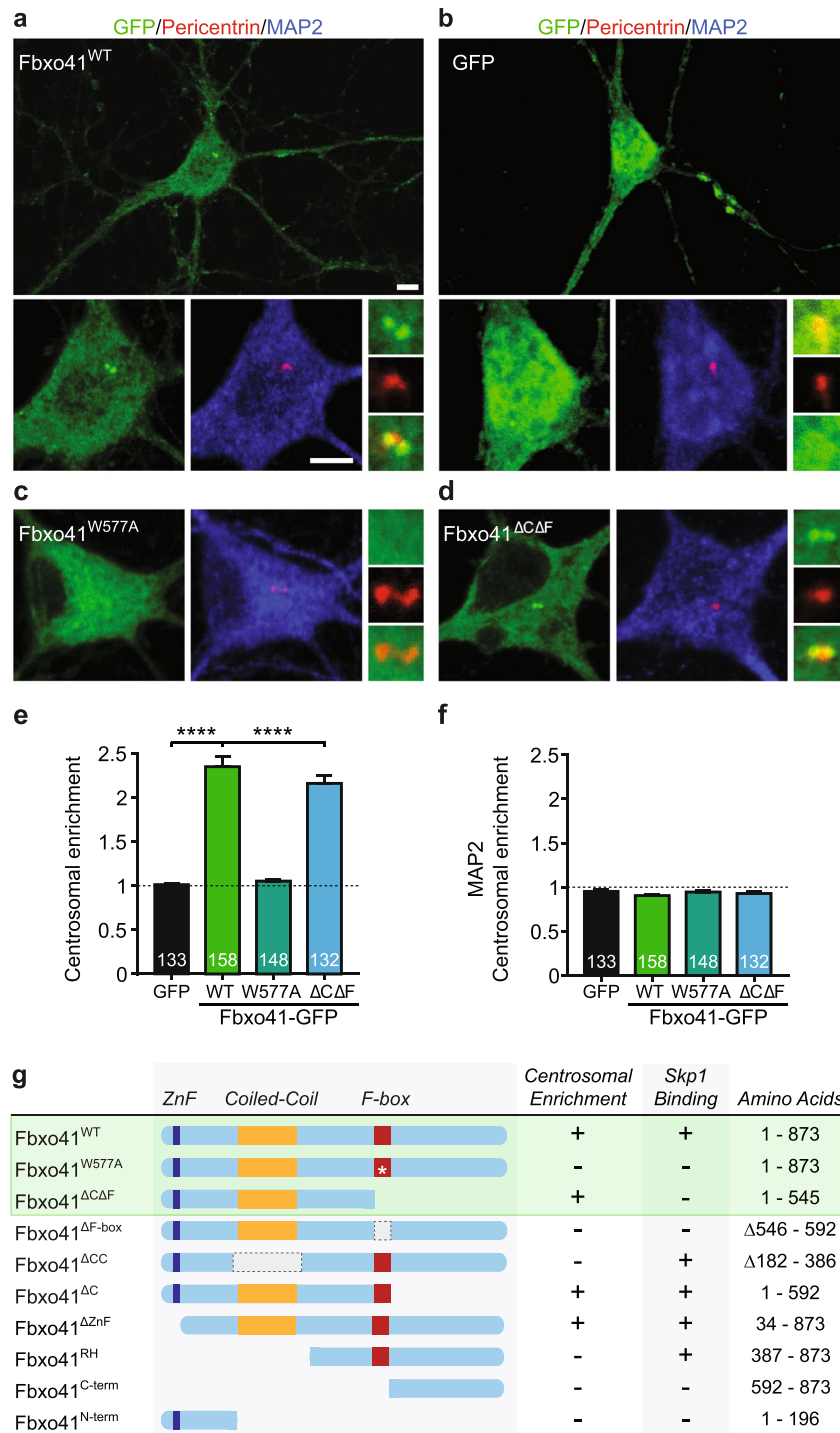 a
GFP/Pericentrin/MAP2
Fbxo41WT
b
GFP/Pericentrin/MAP2
GFP
c
Fbxo41W577A
d
Fbxo41ΔCΔF
e
****
****
Centrosomal enrichment
2.5
2
1.5
1
0.5
0
133
158
148
132
GFP WT W577A ΔCΔF
Fbxo41-GFP
f
MAP2
Centrosomal enrichment
2.5
2
1.5
1
0.5
0
133
158
148
132
GFP WT W577A ΔCΔF
Fbxo41-GFP
g
ZnF Coiled-Coil F-box Centrosomal Enrichment Skp1 Binding Amino Acids
Fbxo41WT + + 1 - 873
Fbxo41W577A * - - 1 - 873
Fbxo41ΔCΔF + - 1 - 545
Fbxo41ΔF-box - - Δ546 - 592
Fbxo41ΔCC - + Δ182 - 386
Fbxo41ΔC + + 1 - 592
Fbxo41ΔZnF + + 34 - 873
Fbxo41RH - + 387 - 873
Fbxo41C-term - - 592 - 873
Fbxo41N-term - - 1 - 196